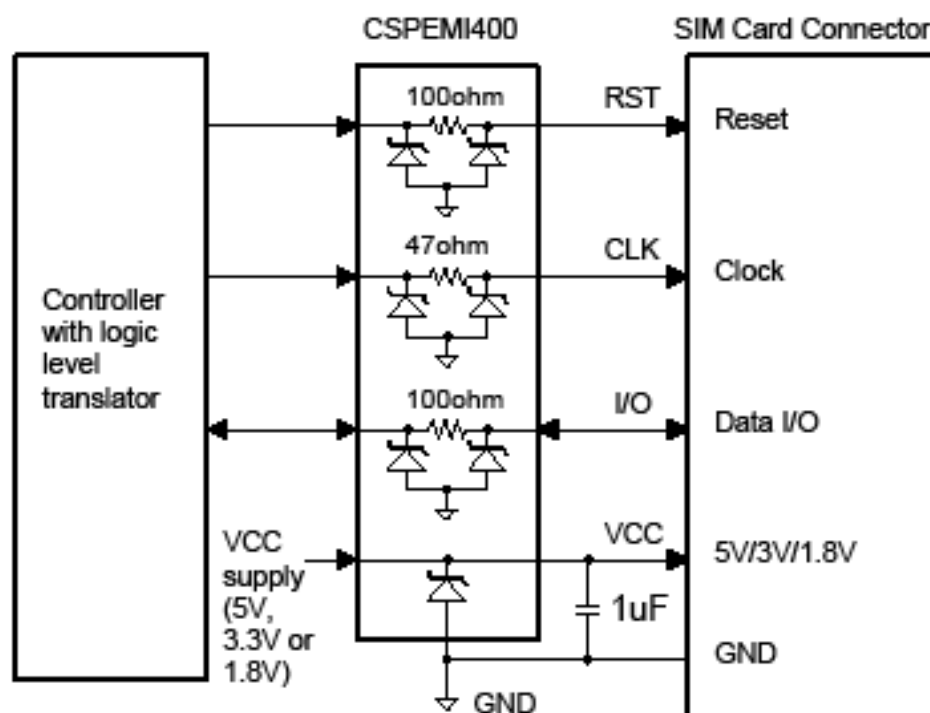 CSPEMI400
SIM Card Connector
100ohm
RST
Reset
47ohm
CLK
Clock
Controller
with logic
level
translator
100ohm
I/O
Data I/O
VCC
supply
(5V,
3.3V or
1.8V)
VCC
5V/3V/1.8V
1uF
GND
GND